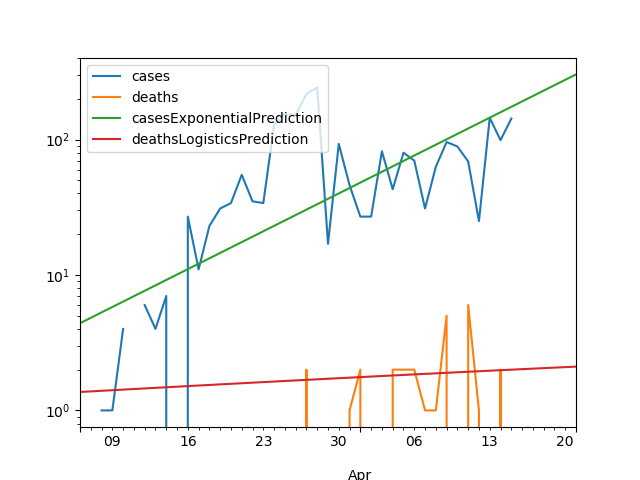 cases
deaths
casesExponentialPrediction
deathsLogisticsPrediction
10²
10¹
10⁰
09 16 23 30 06 13 20
Apr